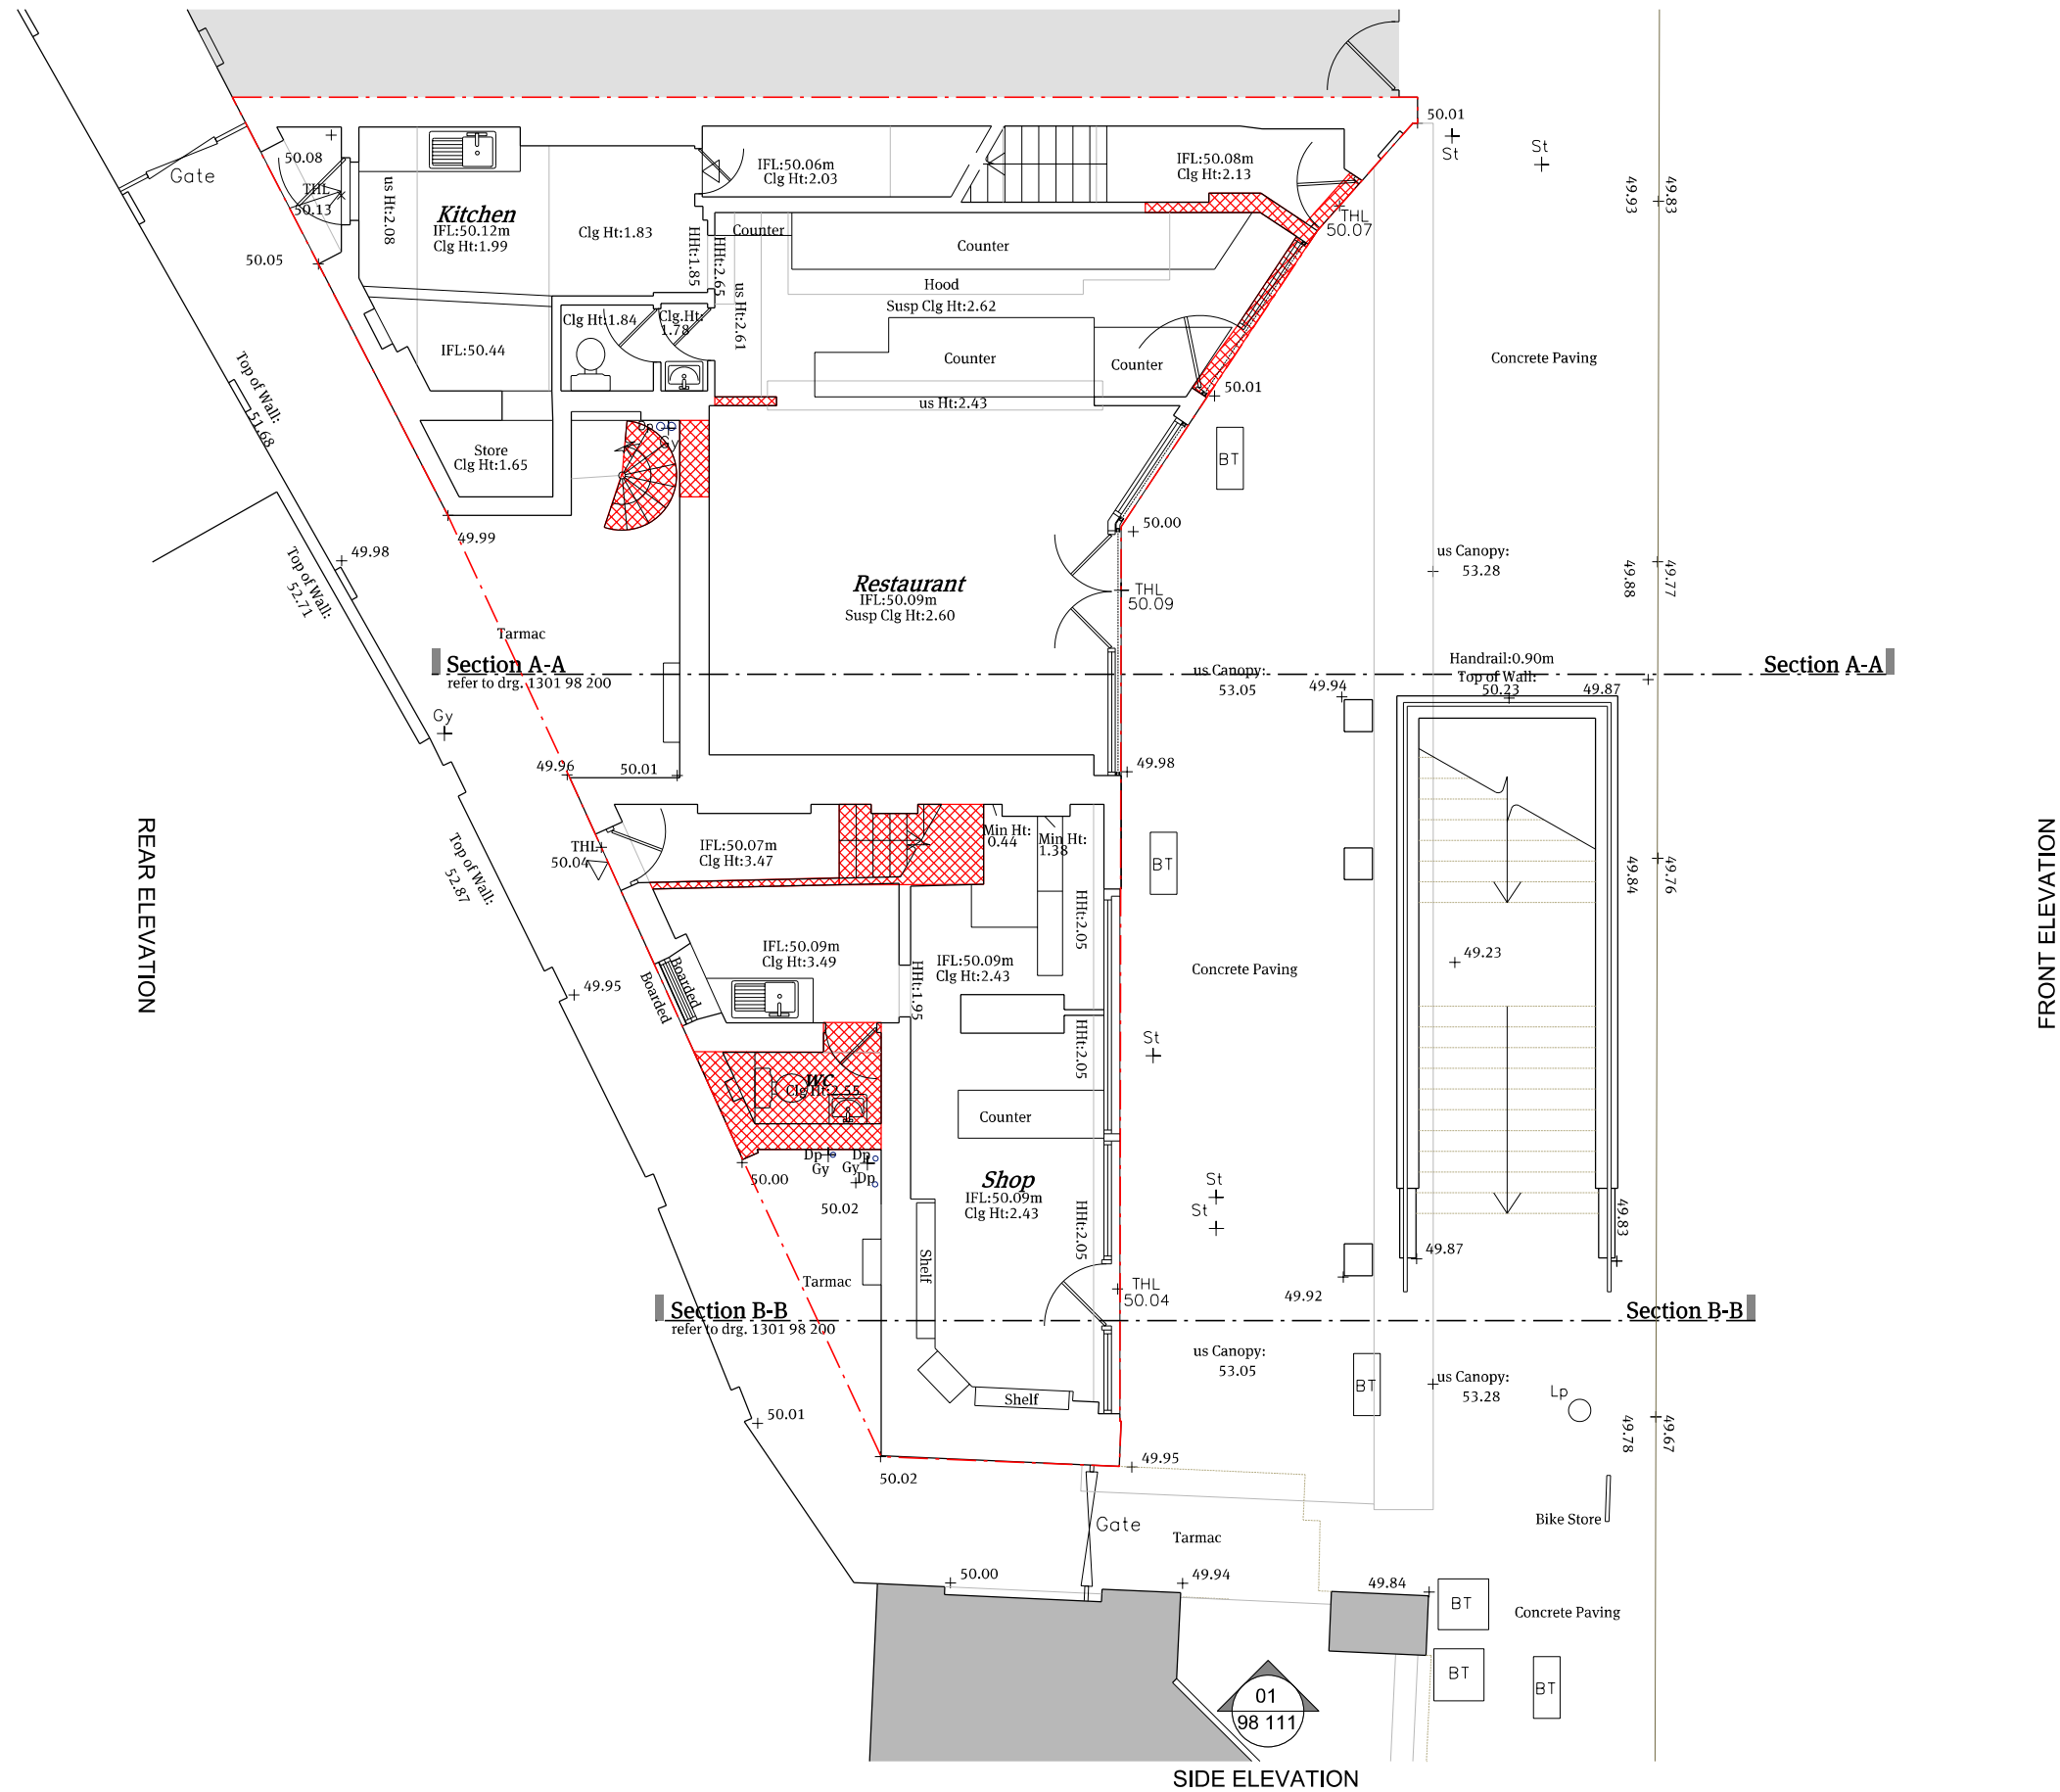 50.01
St
St
50.08
THL
50.13
Gate
us Ht:2.08
Kitchen
IFL:50.12m
Clg Ht:1.99
Clg Ht:1.83
HHt:1.85
HHt:2.65
us Ht:2.61
IFL:50.06m
Clg Ht:2.03
IFL:50.08m
Clg Ht:2.13
THL
50.07
49.93
49.83
Counter
Counter
Hood
Susp Clg Ht:2.62
50.05
Clg Ht:1.84
Clg.Ht:
1.78
IFL:50.44
Counter
Counter
Concrete Paving
Top of Wall:
51.68
us Ht:2.43
50.01
Dp
Gy
Store
Clg Ht:1.65
BT
49.99
50.00
49.98
Top of Wall:
52.71
us Canopy:
53.28
49.88
49.77
Restaurant
IFL:50.09m
Susp Clg Ht:2.60
THL
50.09
Tarmac
Section A-A
refer to drg. 1301 98 200
us Canopy:
53.05
49.94
Handrail:0.90m
Top of Wall:
50.23
49.87
Section A-A
Gy
49.96
50.01
49.98
REAR ELEVATION
FRONT ELEVATION
Top of Wall:
52.87
THL
50.04
IFL:50.07m
Clg Ht:3.47
Min Ht:
0.44
Min Ht:
1.38
BT
49.84
49.76
HHt:2.05
IFL:50.09m
Clg Ht:3.49
IFL:50.09m
Clg Ht:2.43
HHt:1.95
Boarded
Boarded
49.95
Concrete Paving
49.23
HHt:2.05
St
WC
Clg Ht:2.55
Counter
Dp
Gy
Dp
Gy
Dp
50.00
50.02
Shop
IFL:50.09m
Clg Ht:2.43
HHt:2.05
St
St
49.83
49.87
Shelf
Tarmac
THL
50.04
49.92
Section B-B
refer to drg. 1301 98 200
Section B-B
us Canopy:
53.05
BT
us Canopy:
53.28
Lp
Shelf
50.01
49.78
49.67
50.02
49.95
Gate
Tarmac
Bike Store
50.00
49.94
49.84
BT
Concrete Paving
BT
BT
01
98 111
SIDE ELEVATION